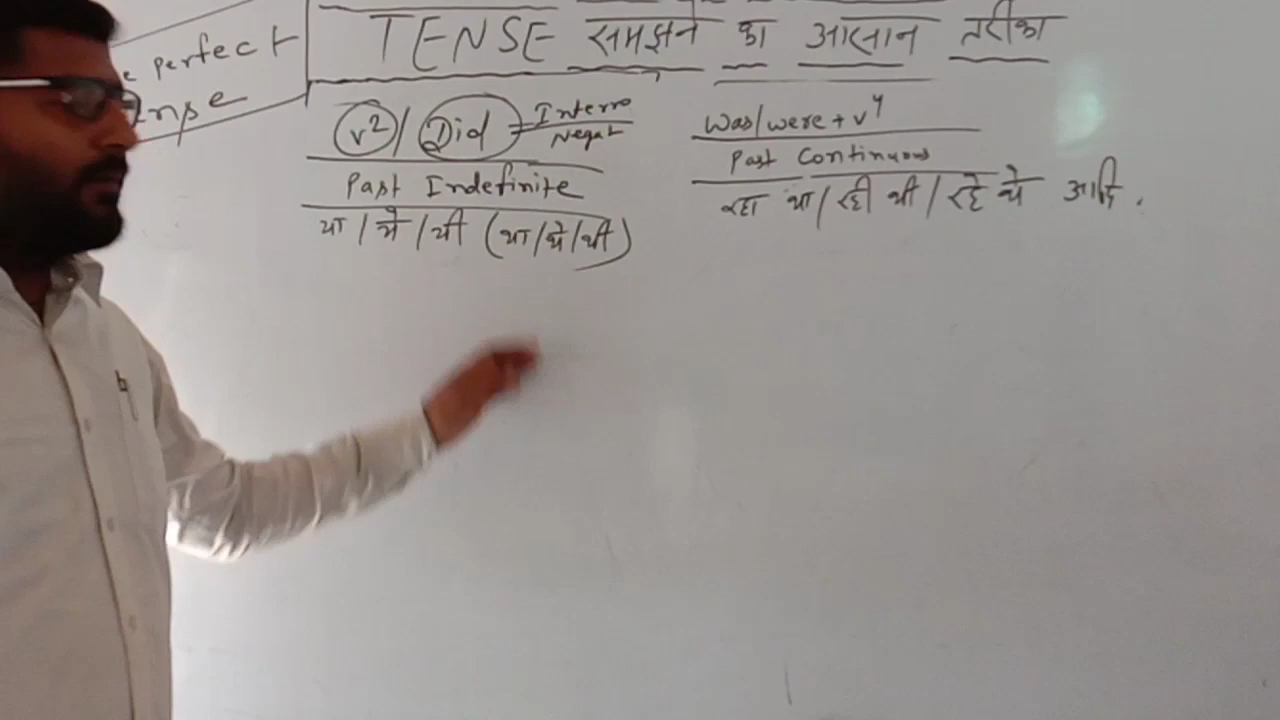 TENSE समझने का आसान तरीका
e perfect
nse
V²/ Did = Interro
Negat
Past Indefinite
या / ये / यी (था/थे/थी)
Was/were + V⁴
Past Continuous
रहा था / रही थी / रहे थे आदि.